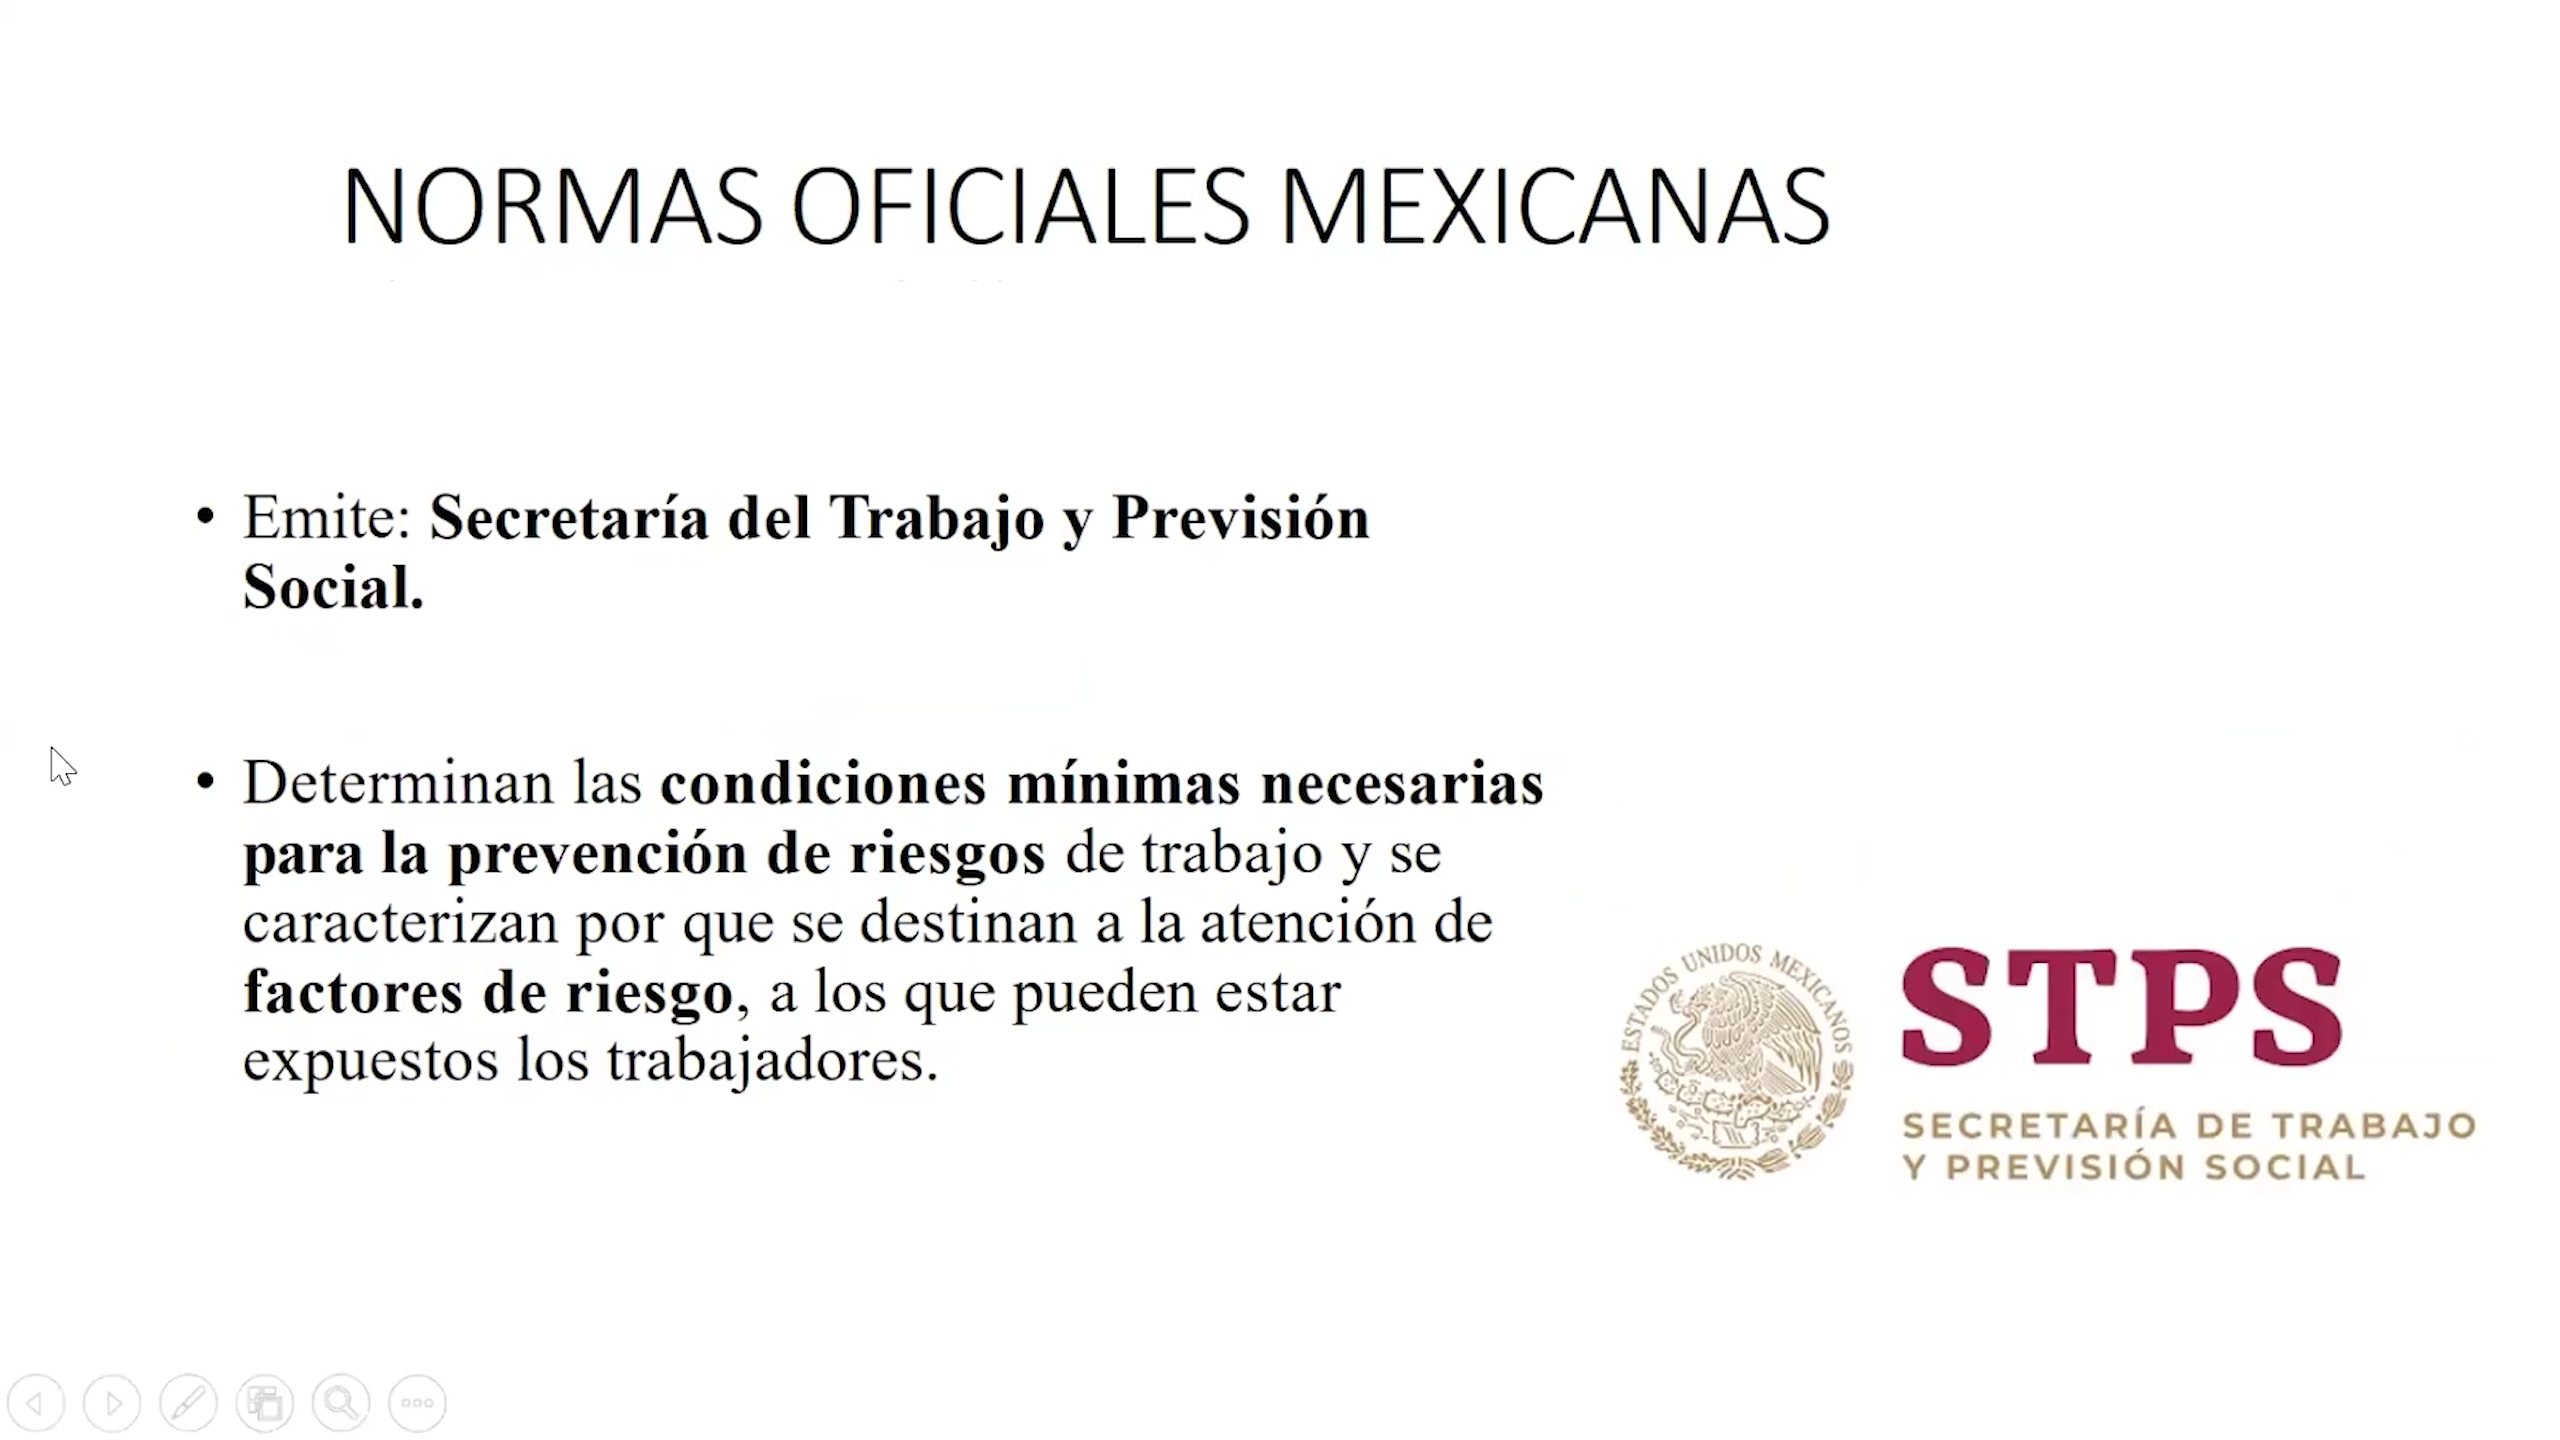 NORMAS OFICIALES MEXICANAS
• Emite: Secretaría del Trabajo y Previsión
Social.
• Determinan las condiciones mínimas necesarias
para la prevención de riesgos de trabajo y se
caracterizan por que se destinan a la atención de
factores de riesgo, a los que pueden estar
expuestos los trabajadores.
ESTADOS UNIDOS MEXICANOS
STPS
SECRETARÍA DE TRABAJO
Y PREVISIÓN SOCIAL